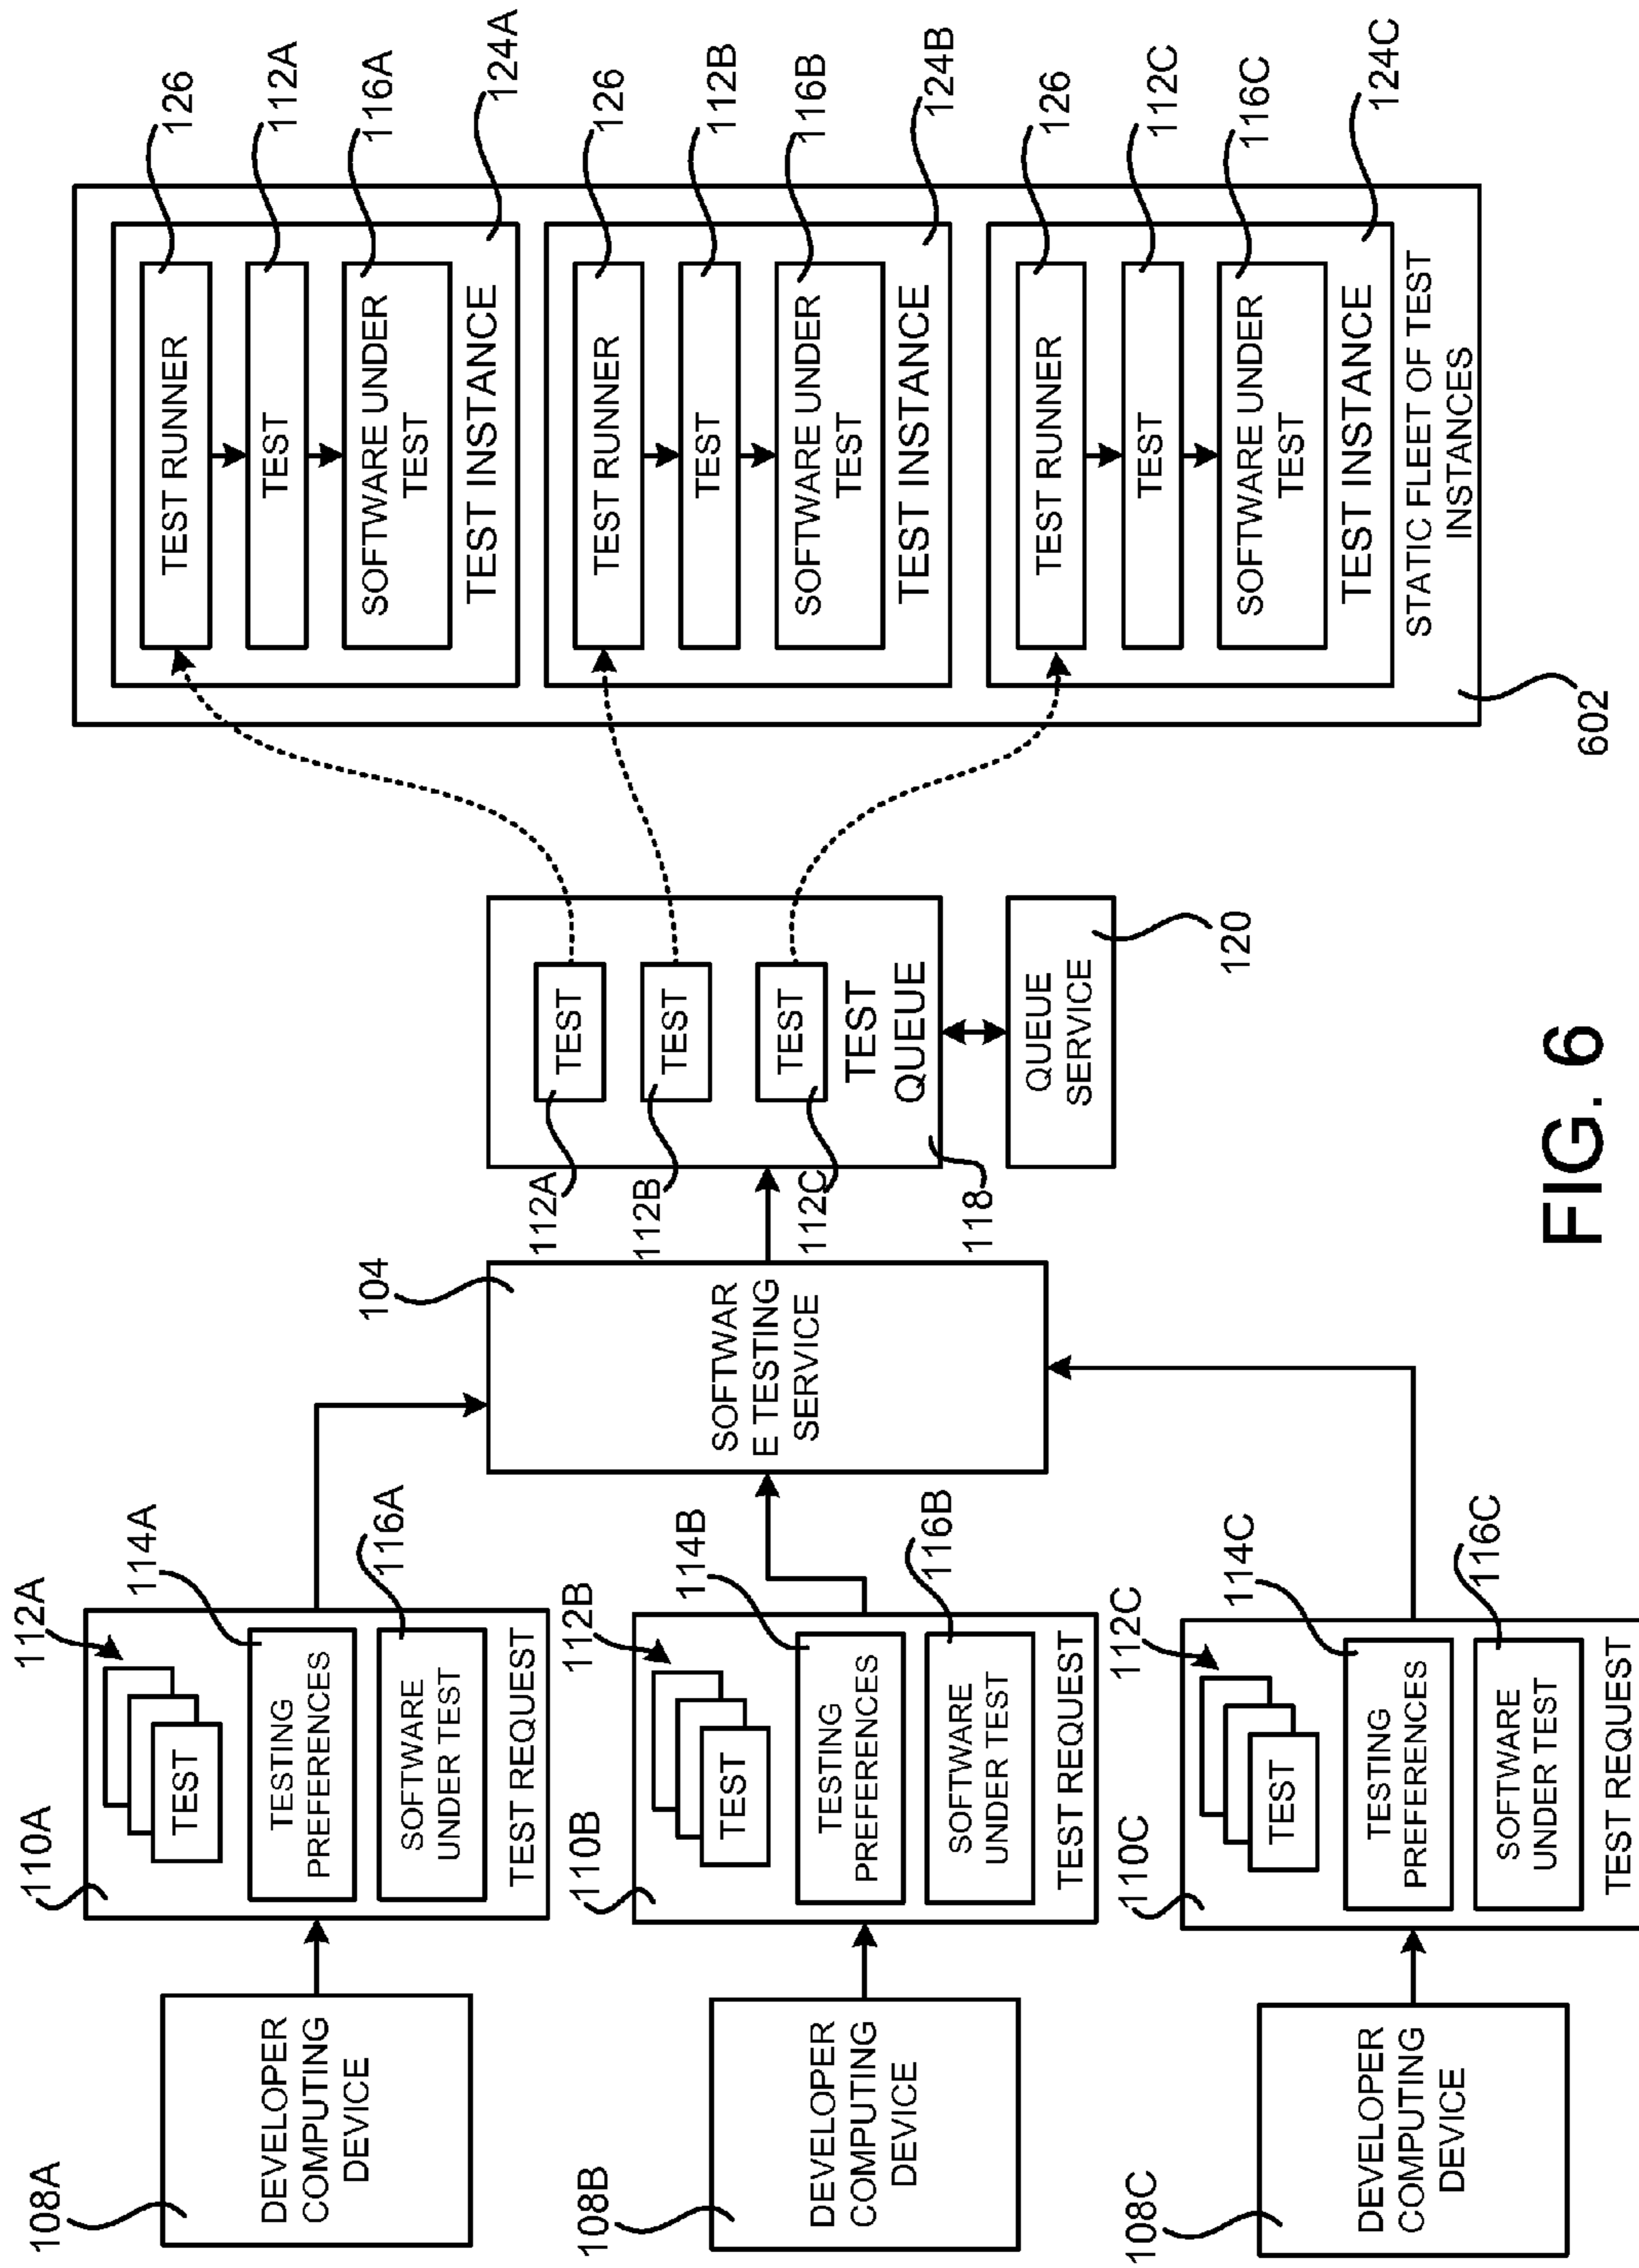 108A
DEVELOPER
COMPUTING
DEVICE
110A
112A
TEST
114A
TESTING
PREFERENCES
116A
SOFTWARE
UNDER TEST
TEST REQUEST
108B
DEVELOPER
COMPUTING
DEVICE
110B
112B
TEST
114B
TESTING
PREFERENCES
116B
SOFTWARE
UNDER TEST
TEST REQUEST
108C
DEVELOPER
COMPUTING
DEVICE
110C
112C
TEST
114C
TESTING
PREFERENCES
116C
SOFTWARE
UNDER TEST
TEST REQUEST
104
SOFTWAR
E TESTING
SERVICE
112A
TEST
112B
TEST
112C
TEST
TEST
QUEUE
118
QUEUE
SERVICE
120
TEST RUNNER
126
TEST
112A
SOFTWARE UNDER
TEST
116A
TEST INSTANCE
124A
TEST RUNNER
126
TEST
112B
SOFTWARE UNDER
TEST
116B
TEST INSTANCE
124B
TEST RUNNER
126
TEST
112C
SOFTWARE UNDER
TEST
116C
TEST INSTANCE
124C
STATIC FLEET OF TEST
INSTANCES
602
FIG. 6